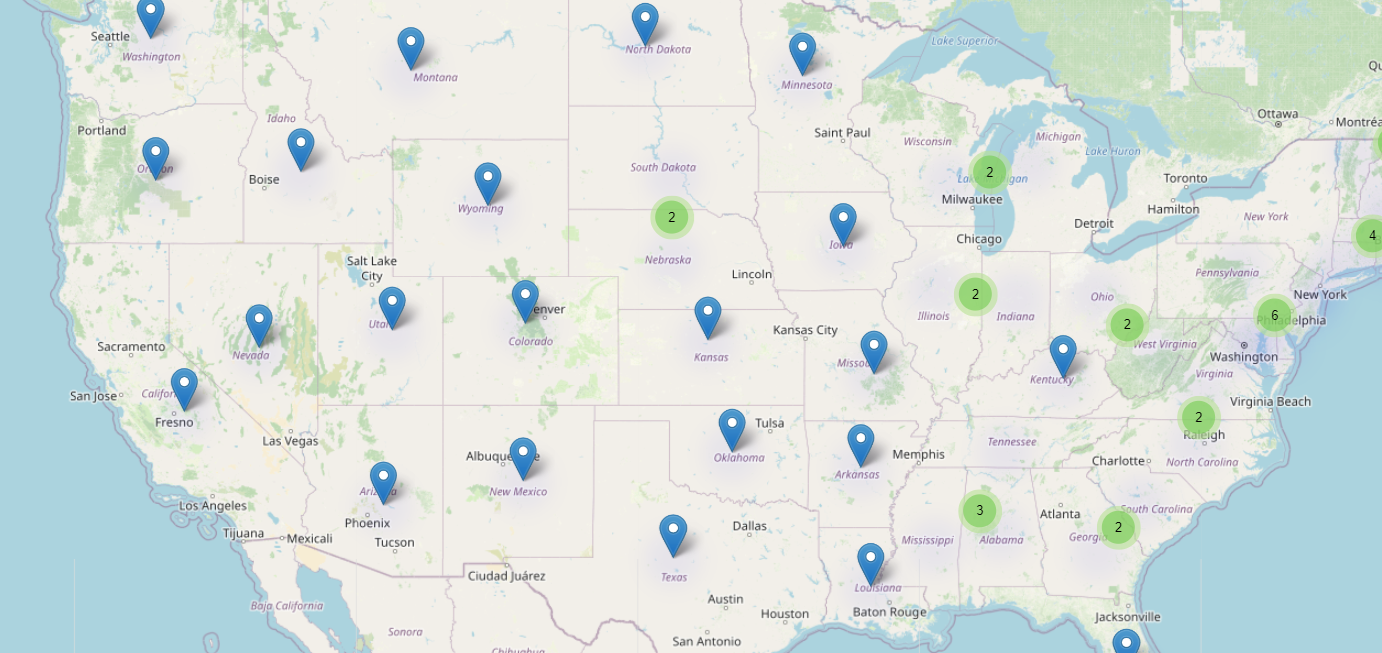 Seattle
Washington
Montana
North Dakota
Minnesota
Lake Superior
Ottawa
Montréa
Qu
Portland
Idaho
Oregon
Boise
Wyoming
South Dakota
Saint Paul
Wisconsin
Michigan
Lake Huron
2
Milwaukee
Toronto
Hamilton
New York
Detroit
Chicago
4
2
Iowa
Nebraska
Lincoln
Salt Lake
City
Pennsylvania
New York
2
Illinois
Indiana
Ohio
2
6
Philadelphia
Utah
Denver
Colorado
Nevada
Sacramento
Kansas
Kansas City
Missou
West Virginia
Washington
Virginia
Kentucky
San Jose
Californ
Fresno
Virginia Beach
2
Raleigh
Las Vegas
Albuquerque
New Mexico
Oklahoma
Tulsa
Arkansas
Memphis
Tennessee
Charlotte
North Carolina
Arizona
Los Angeles
Phoenix
Tucson
Tijuana
Mexicali
Dallas
Mississippi
3
Alabama
Atlanta
2
Georgia
South Carolina
Ciudad Juárez
Texas
Louisiana
Baton Rouge
Austin
Houston
San Antonio
Jacksonville
Baja California
Sonora
Chihuahua